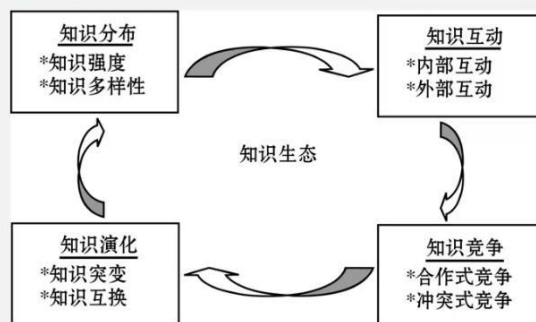 知识分布
*知识强度
*知识多样性
知识互动
*内部互动
*外部互动
知识生态
知识演化
*知识突变
*知识互换
知识竞争
*合作式竞争
*冲突式竞争